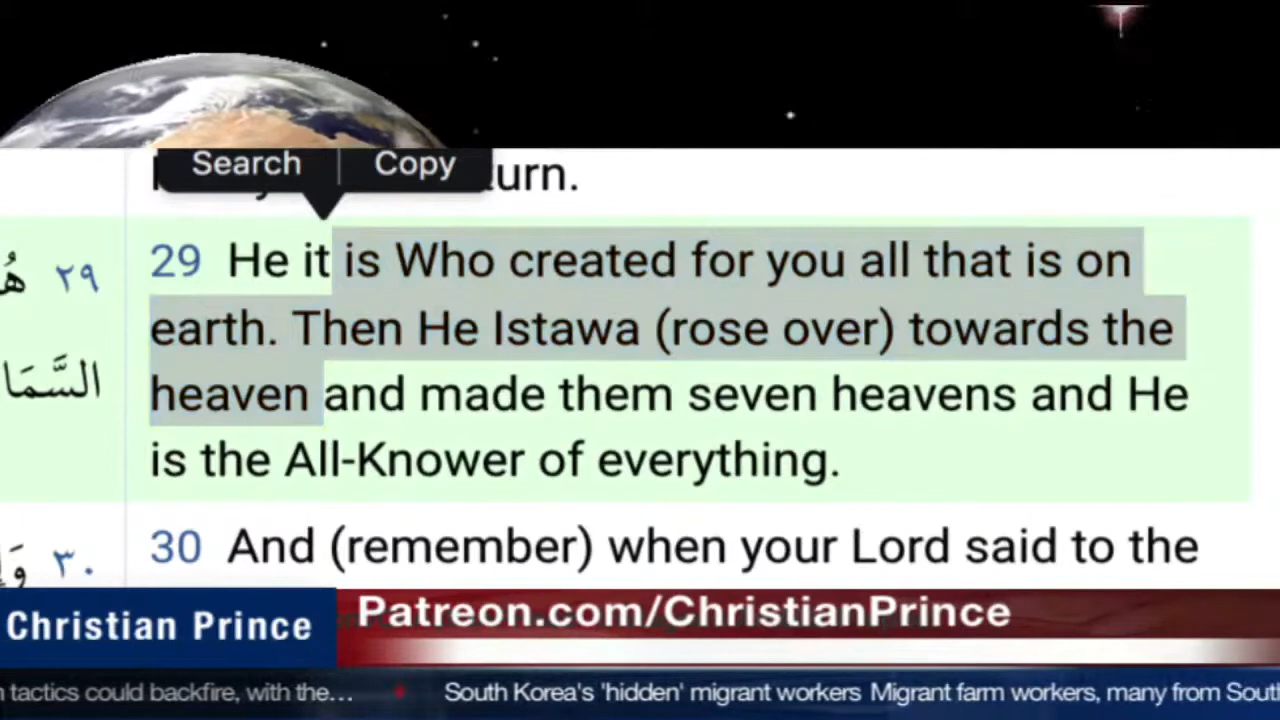 Search Copy
urn.
29 He it is Who created for you all that is on
earth. Then He Istawa (rose over) towards the
heaven and made them seven heavens and He
is the All-Knower of everything.
٢٩ هُ
السَّمَا
30 And (remember) when your Lord said to the
٣٠ وَإِ
Christian Prince
Patreon.com/ChristianPrince
n tactics could backfire, with the… South Korea's 'hidden' migrant workers Migrant farm workers, many from South